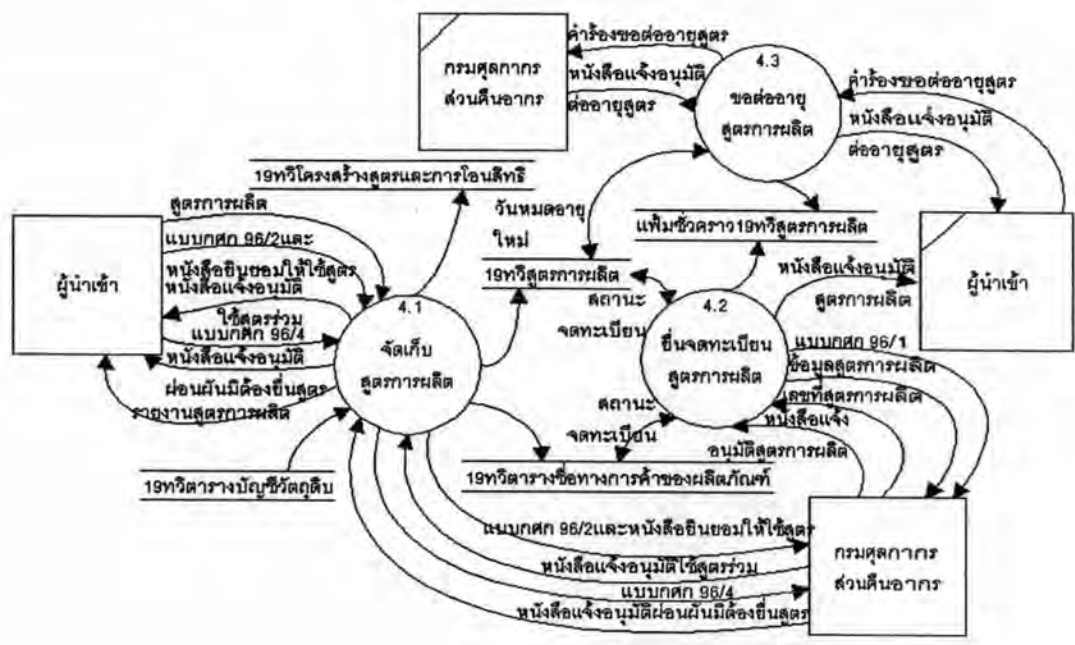 คำร้องขอต่ออายุสูตร
กรมศุลกากร
ส่วนคืนอากร
หนังสือแจ้งอนุมัติ
ต่ออายุสูตร
4.3
ขอต่ออายุ
สูตรการผลิต
คำร้องขอต่ออายุสูตร
หนังสือแจ้งอนุมัติ
ต่ออายุสูตร
19ทวิโครงสร้างสูตรและการโอนสิทธิ
สูตรการผลิต
แบบกศก 96/2และ
หนังสือยินยอมให้ใช้สูตร
หนังสือแจ้งอนุมัติ
ใช้สูตรร่วม
แบบกศก 96/4
หนังสือแจ้งอนุมัติ
ผ่อนผันมิต้องยื่นสูตร
รายงานสูตรการผลิต
ผู้นำเข้า
วันหมดอายุ
ใหม่
19ทวิสูตรการผลิต
แฟ้มชั่วคราว19ทวิสูตรการผลิต
หนังสือแจ้งอนุมัติ
สูตรการผลิต
ผู้นำเข้า
4.1
จัดเก็บ
สูตรการผลิต
สถานะ
จดทะเบียน
4.2
ยื่นจดทะเบียน
สูตรการผลิต
แบบกศก 96/1
ข้อมูลสูตรการผลิต
เลขที่สูตรการผลิต
หนังสือแจ้ง
อนุมัติสูตรการผลิต
สถานะ
จดทะเบียน
19ทวิตารางบัญชีวัตถุดิบ
19ทวิตารางชื่อทางการค้าของผลิตภัณฑ์
แบบกศก 96/2และหนังสือยินยอมให้ใช้สูตร
หนังสือแจ้งอนุมัติใช้สูตรร่วม
แบบกศก 96/4
หนังสือแจ้งอนุมัติผ่อนผันมิต้องยื่นสูตร
กรมศุลกากร
ส่วนคืนอากร